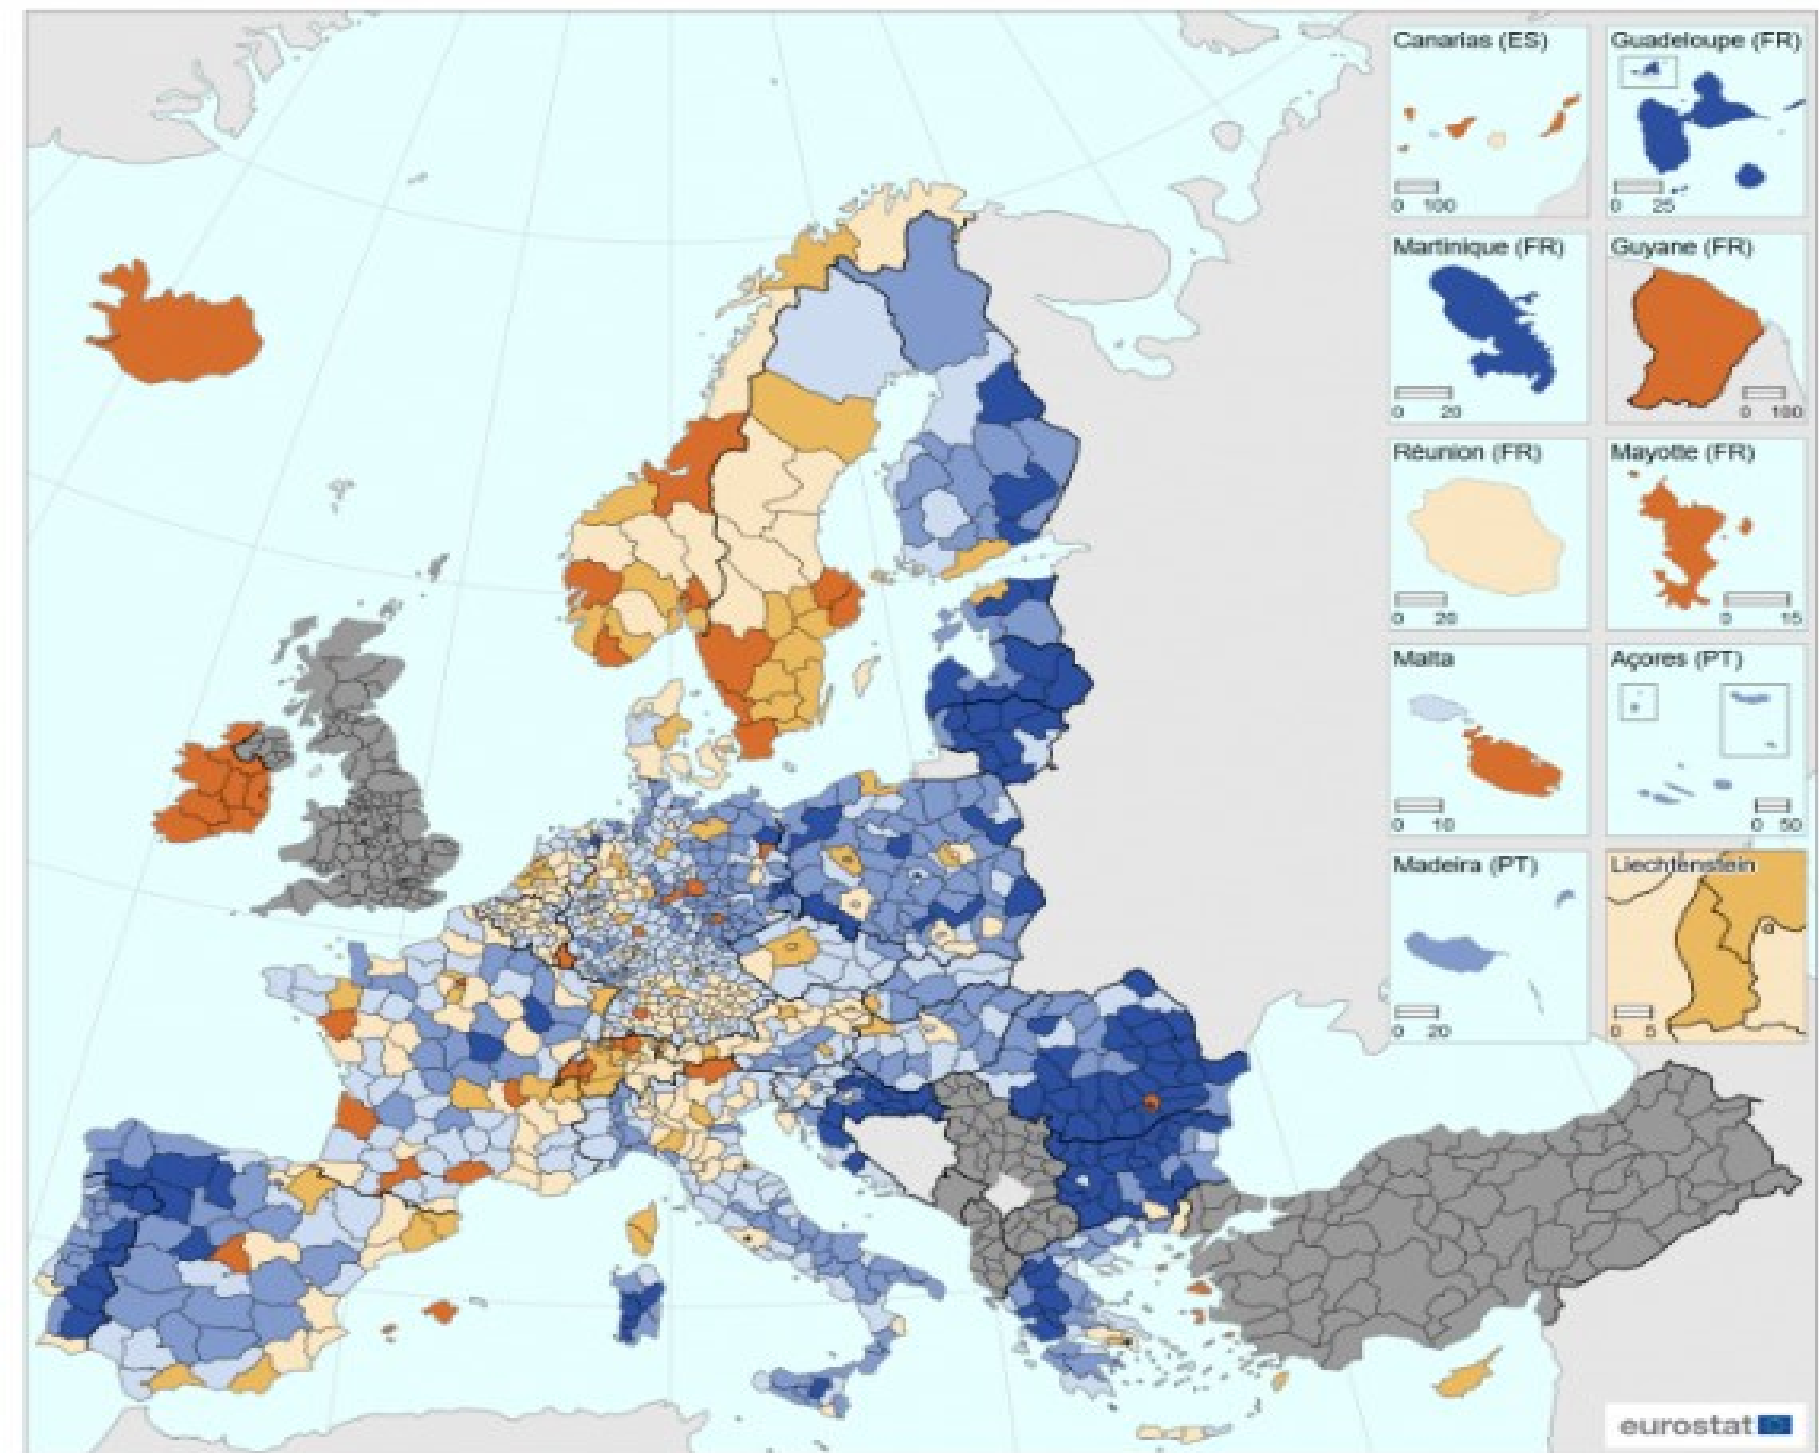 Canarias (ES)
0 100
Guadeloupe (FR)
0 25
Martinique (FR)
0 20
Guyane (FR)
0 100
Réunion (FR)
0 20
Mayotte (FR)
0 15
Malta
0 10
Açores (PT)
0 50
Madeira (PT)
0 20
Liechtenstein
0 5
eurostat